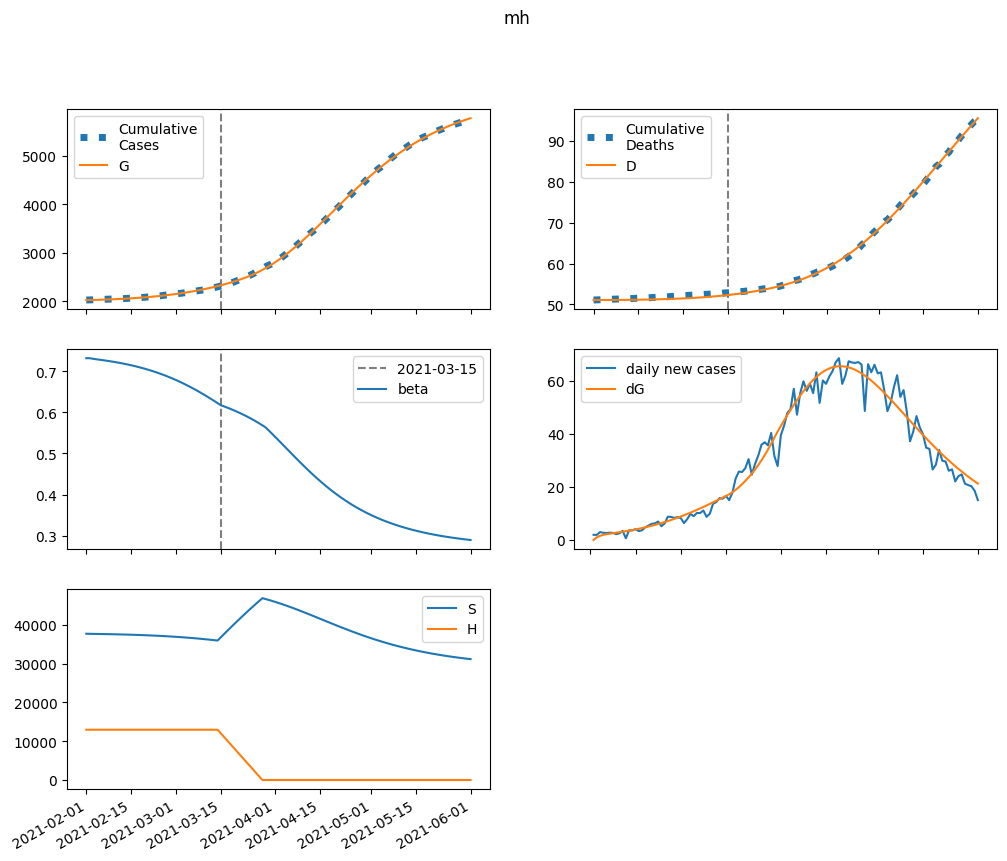 mh
Cumulative
Cases
G
5000
4000
3000
2000
Cumulative
Deaths
D
90
80
70
60
50
0.7
0.6
0.5
0.4
0.3
2021-03-15
beta
daily new cases
dG
60
40
20
0
40000
30000
20000
10000
0
S
H
2021-02-01
2021-02-15
2021-03-01
2021-03-15
2021-04-01
2021-04-15
2021-05-01
2021-05-15
2021-06-01